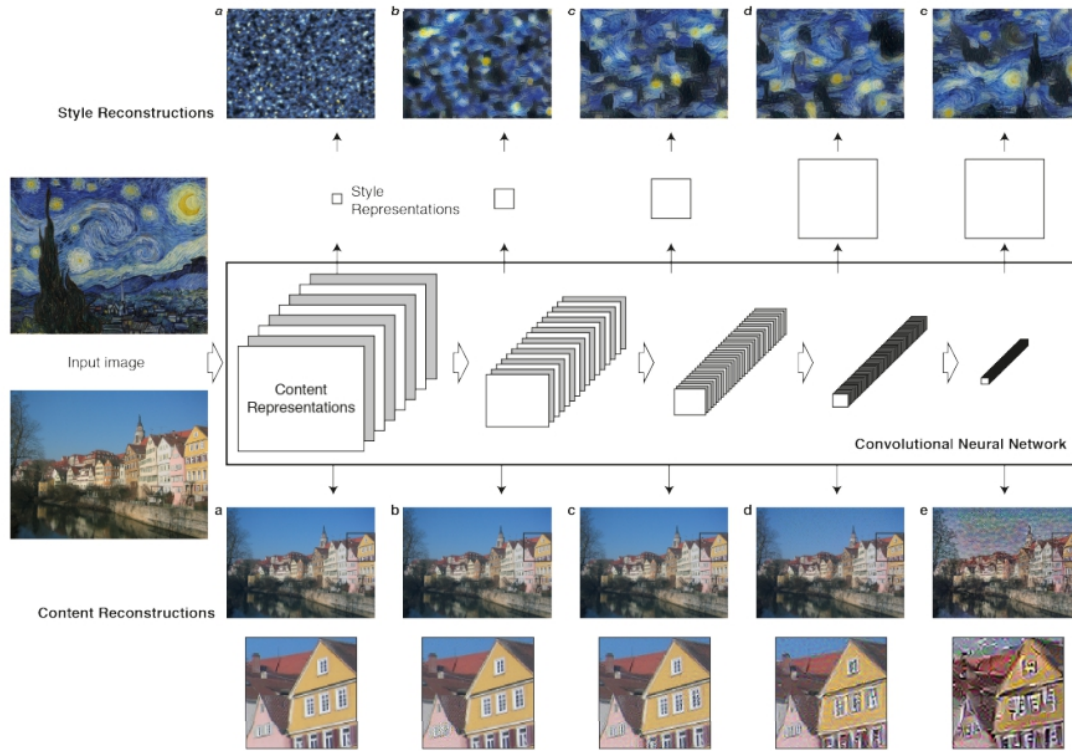 a b c d e
Style Reconstructions
Style
Representations
Input image
Content
Representations
Convolutional Neural Network
a b c d e
Content Reconstructions